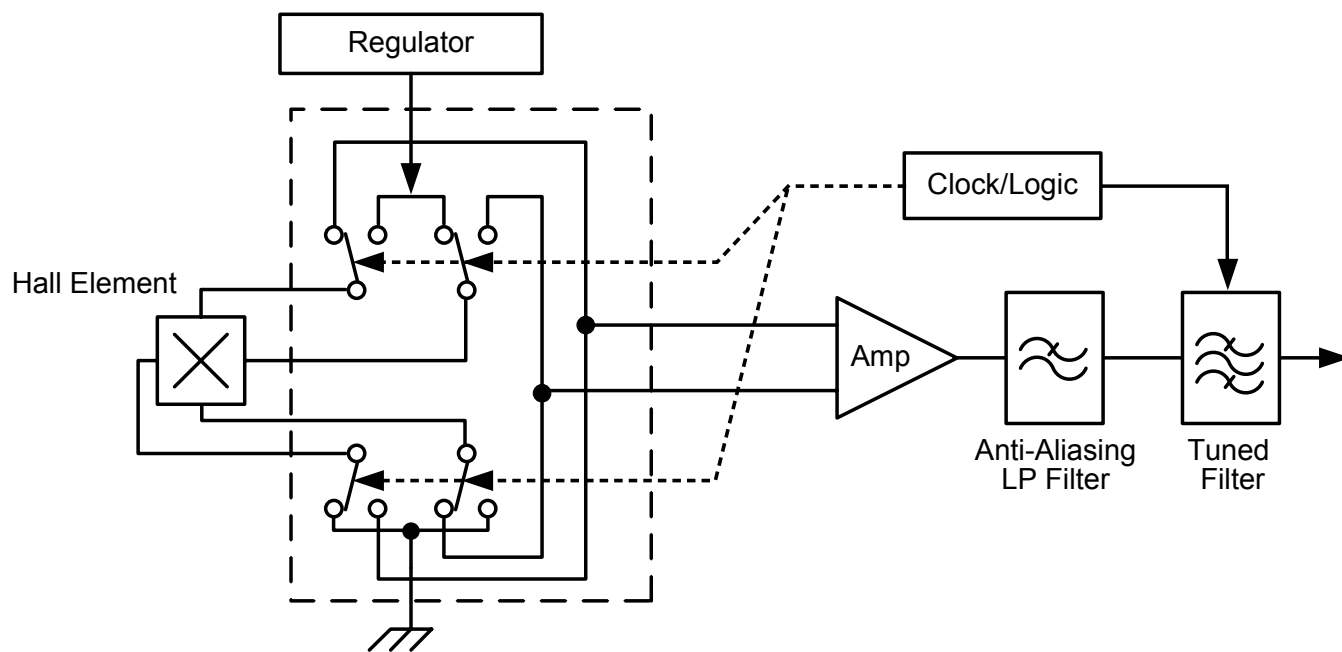 Regulator
Clock/Logic
Hall Element
Amp
Anti-Aliasing
LP Filter
Tuned
Filter